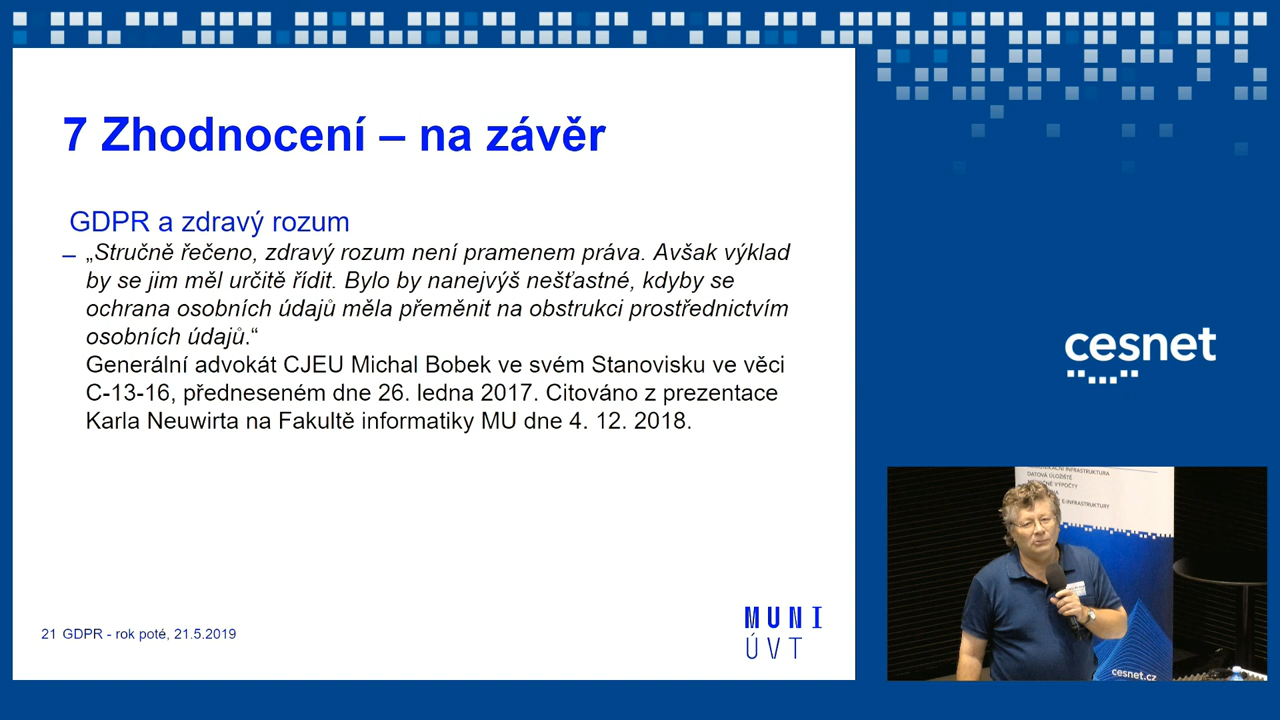 7 Zhodnocení – na závěr
GDPR a zdravý rozum
– „Stručně řečeno, zdravý rozum není pramenem práva. Avšak výklad
by se jim měl určitě řídit. Bylo by nanejvýš nešťastné, kdyby se
ochrana osobních údajů měla přeměnit na obstrukci prostřednictvím
osobních údajů.“
Generální advokát CJEU Michal Bobek ve svém Stanovisku ve věci
C-13-16, předneseném dne 26. ledna 2017. Citováno z prezentace
Karla Neuwirta na Fakultě informatiky MU dne 4. 12. 2018.
21 GDPR - rok poté, 21.5.2019
MUNI
ÚVT
cesnet
INFRASTRUKTURA
DATOVÁ ÚLOŽIŠTĚ
VÝPOČTY
E-INFRASTRUKTURY
cesnet.cz